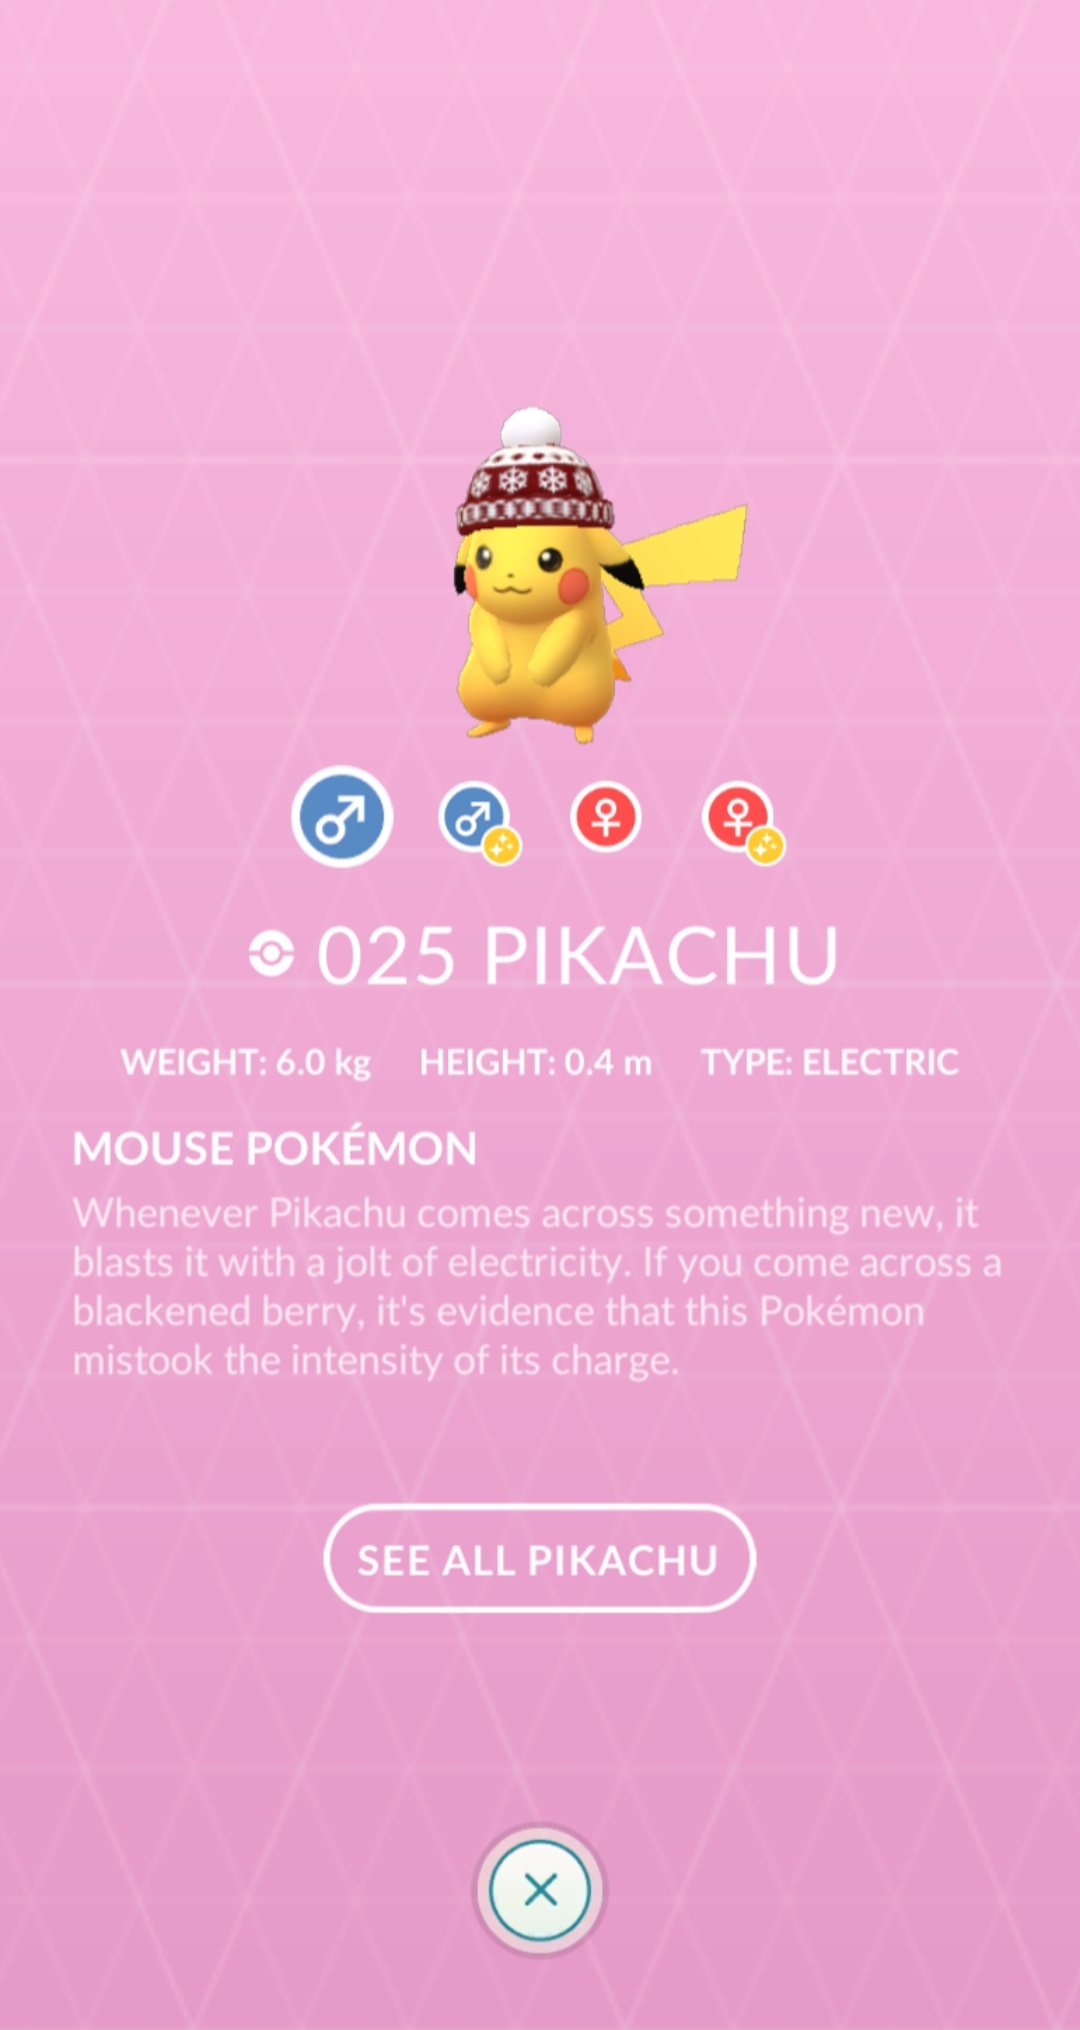 025 PIKACHU
WEIGHT: 6.0 kg HEIGHT: 0.4 m TYPE: ELECTRIC
MOUSE POKÉMON
Whenever Pikachu comes across something new, it
blasts it with a jolt of electricity. If you come across a
blackened berry, it's evidence that this Pokémon
mistook the intensity of its charge.
SEE ALL PIKACHU